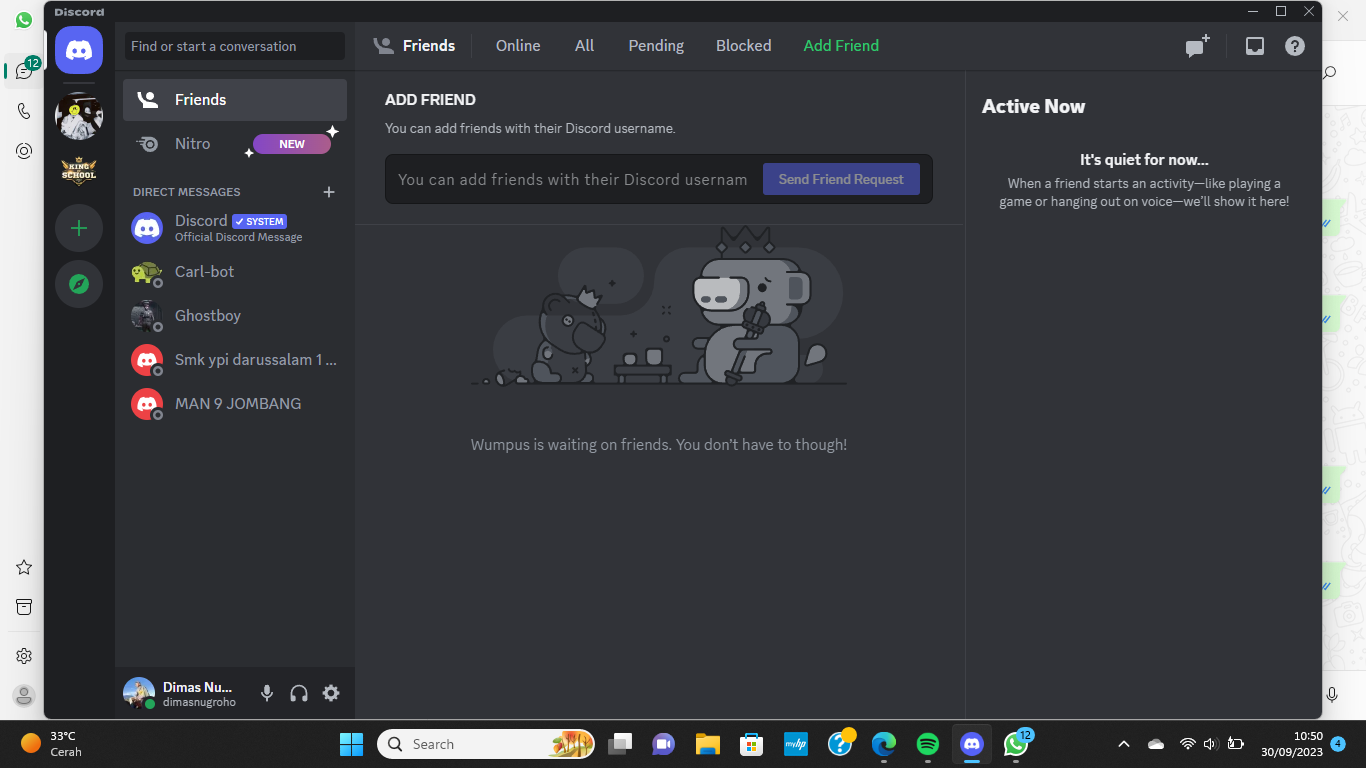 Discord
Find or start a conversation
Friends
Online
All
Pending
Blocked
Add Friend
12
Friends
Nitro
NEW
KING
SCHOOL
DIRECT MESSAGES
Discord SYSTEM
Official Discord Message
Carl-bot
Ghostboy
Smk ypi darussalam 1 ...
MAN 9 JOMBANG
Dimas Nu...
dimasnugroho
ADD FRIEND
You can add friends with their Discord username.
You can add friends with their Discord usernam
Send Friend Request
Wumpus is waiting on friends. You don't have to though!
Active Now
It's quiet for now...
When a friend starts an activity—like playing a
game or hanging out on voice—we'll show it here!
33°C
Cerah
Search
myhp
12
10:50
30/09/2023
4